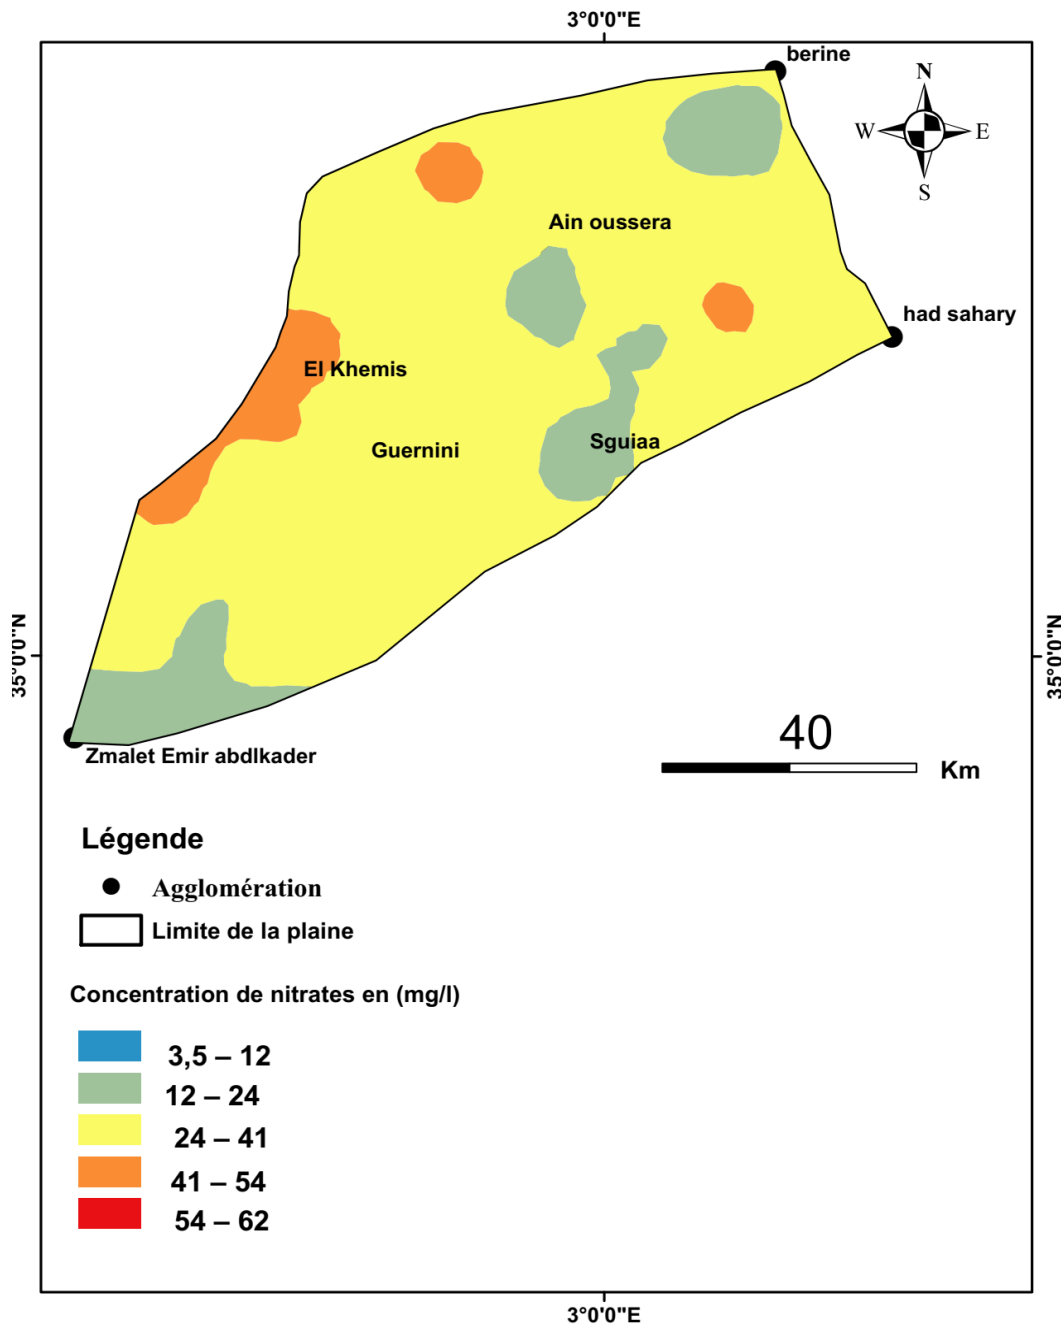 3°0'0"E
berine
N
W
E
S
Ain oussera
had sahary
El Khemis
Guernini
Sguiaa
35°0'0"N
35°0'0"N
Zmalet Emir abdlkader
40
Km
Légende
Agglomération
Limite de la plaine
Concentration de nitrates en (mg/l)
3,5 – 12
12 – 24
24 – 41
41 – 54
54 – 62
3°0'0"E